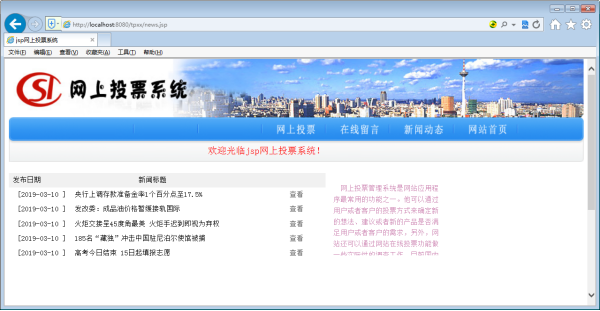 http://localhost:8080/tpxx/news.jsp
jsp网上投票系统
文件(F) 编辑(E) 查看(V) 收藏夹(A) 工具(T) 帮助(H)
CSI 网上投票系统
网上投票 在线留言 新闻动态 网站首页
欢迎光临jsp网上投票系统!
发布日期 新闻标题
[2019-03-10 ] 央行上调存款准备金率1个百分点至17.5% 查看
[2019-03-10 ] 发改委：成品油价格暂缓接轨国际 查看
[2019-03-10 ] 火炬交接呈45度角最美 火炬手迟到即视为弃权 查看
[2019-03-10 ] 185名“藏独”冲击中国驻尼泊尔使馆被捕 查看
[2019-03-10 ] 高考今日结束 15日起填报志愿 查看
网上投票管理系统是网站应用程
序最常用的功能之一。他可以通过
用户或者客户的投票方式来确定新
的想法、建议或者新的产品是否满
足用户或者客户的需求，另外，网
站还可以通过网站在线投票功能做